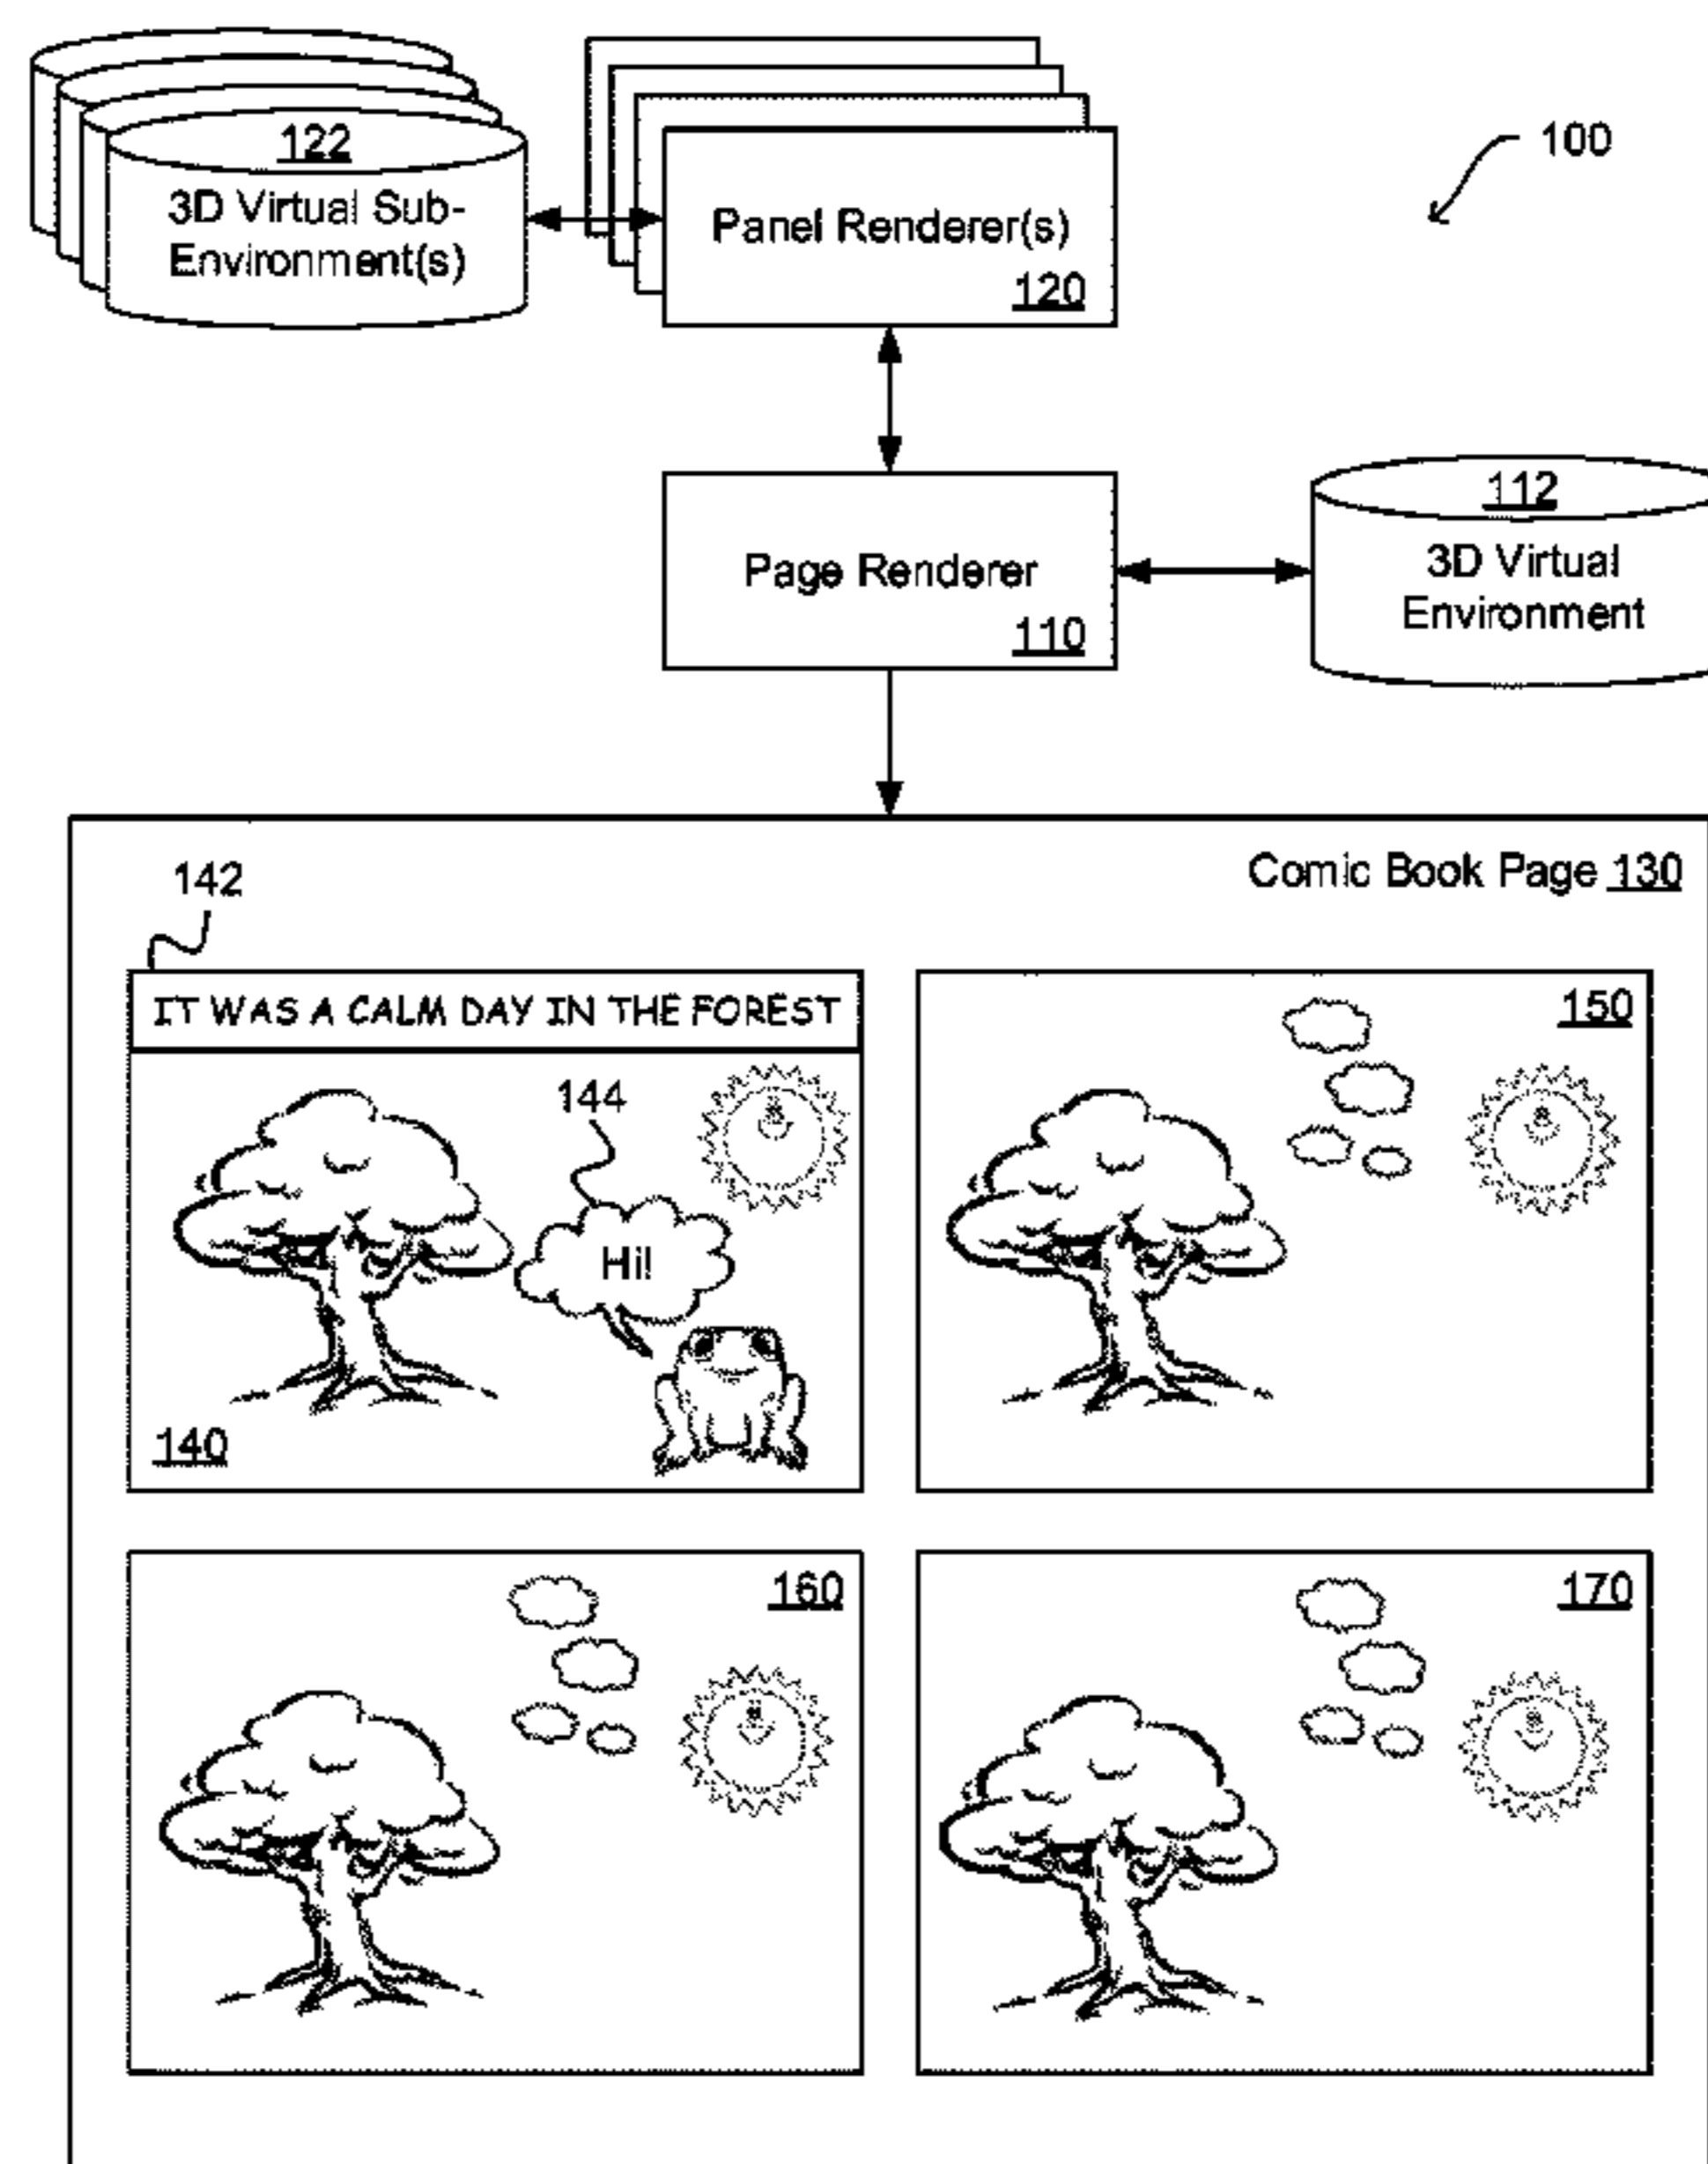 122
3D Virtual Sub-
Environment(s)
Panel Renderer(s)
120
100
Page Renderer
110
112
3D Virtual
Environment
Comic Book Page 130
142
IT WAS A CALM DAY IN THE FOREST
144
Hi!
140
150
160
170